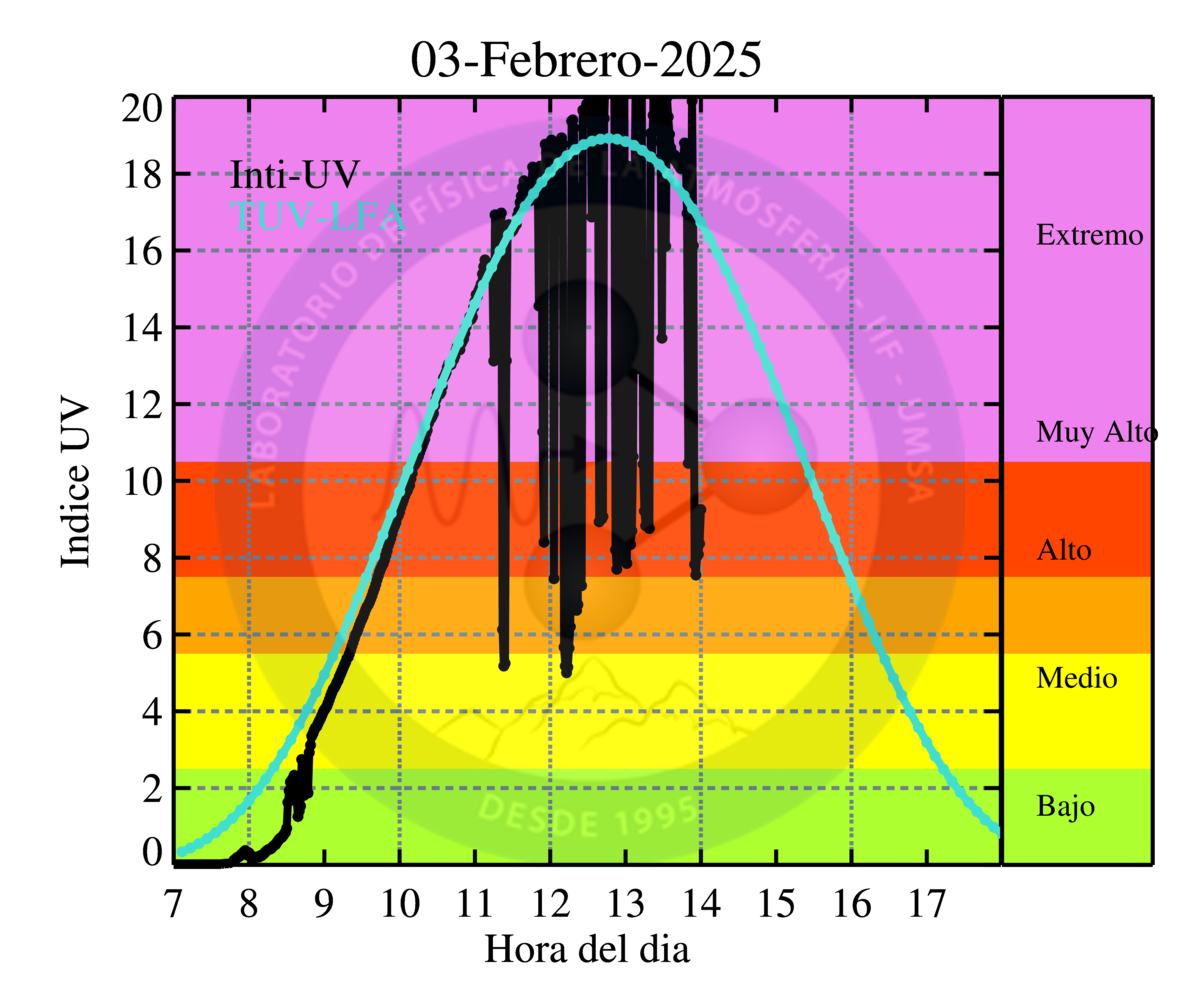 03-Febrero-2025
20
18
16
14
12
10
8
6
4
2
0
Indice UV
Inti-UV
TUV-LFA
LABORATORIO DE FÍSICA DE LA ATMÓSFERA - IIF - UMSA
DESDE 1995
Extremo
Muy Alto
Alto
Medio
Bajo
7 8 9 10 11 12 13 14 15 16 17
Hora del dia